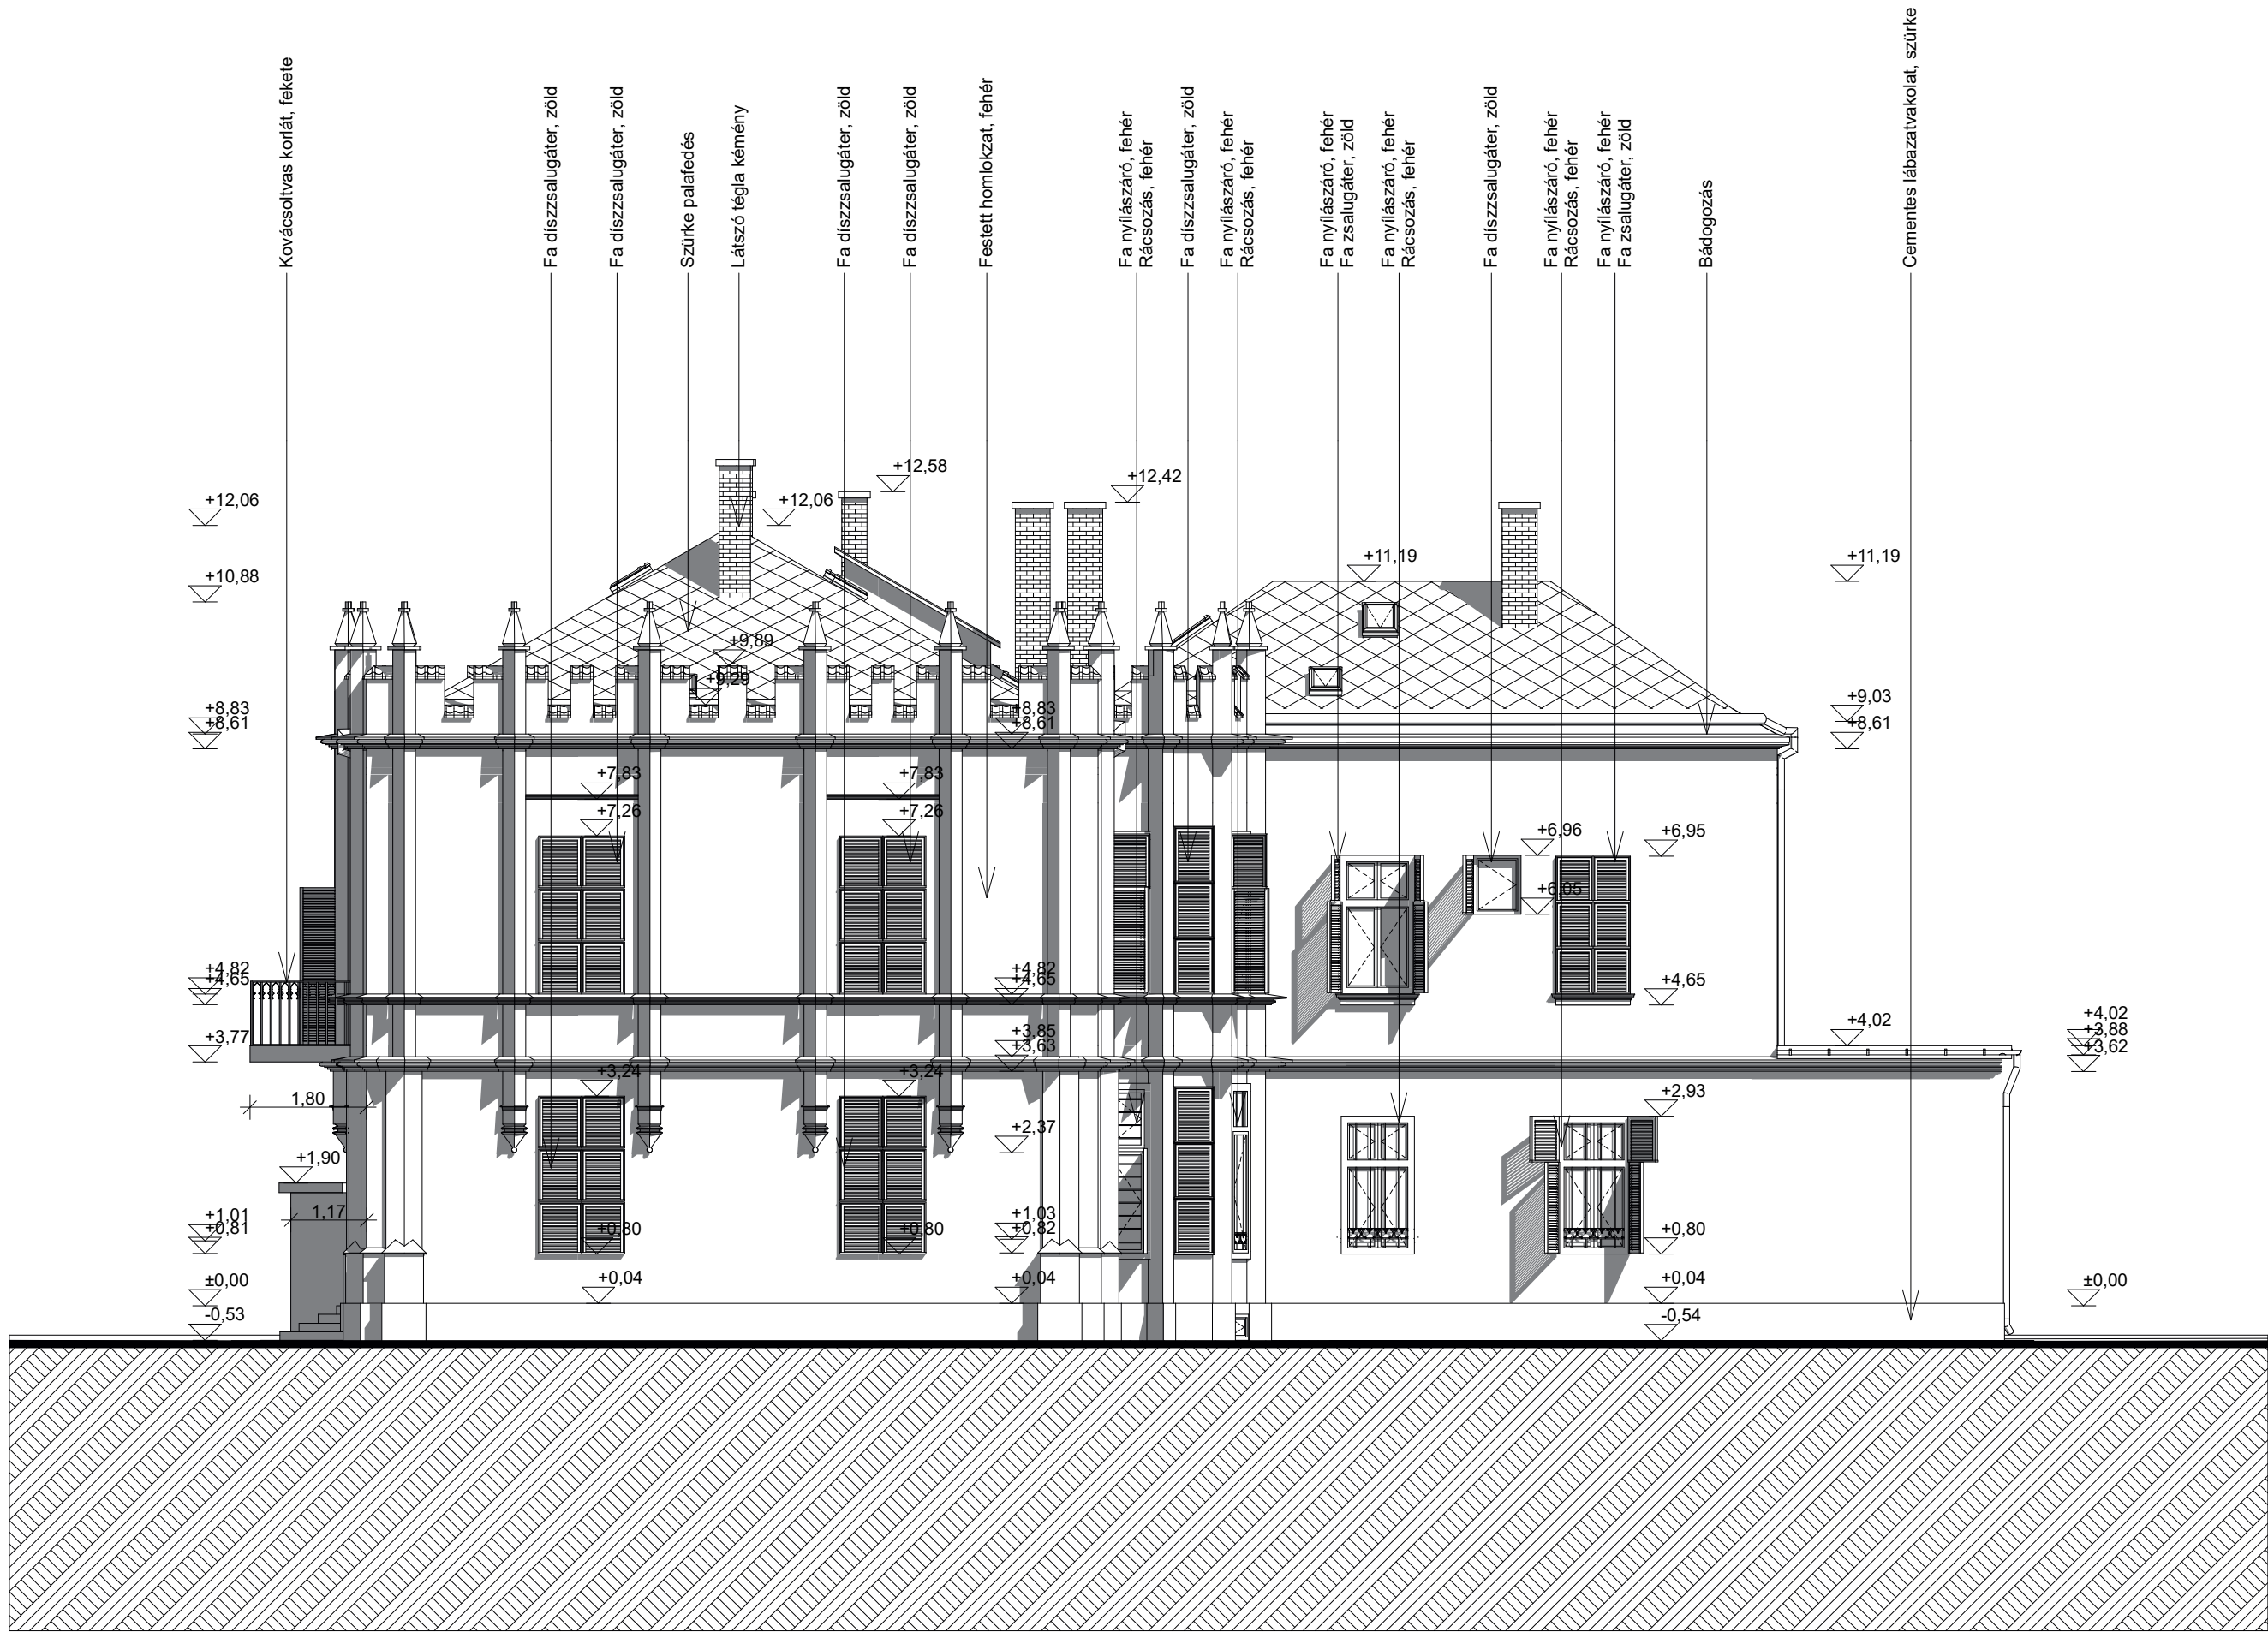 Kovácsoltvas korlát, fekete
Fa díszzsalugáter, zöld
Fa díszzsalugáter, zöld
Szürke palafedés
Látszó tégla kémény
Fa díszzsalugáter, zöld
Fa díszzsalugáter, zöld
Festett homlokzat, fehér
Fa nyílászáró, fehér
Rácsozás, fehér
Fa díszzsalugáter, zöld
Fa nyílászáró, fehér
Rácsozás, fehér
Fa nyílászáró, fehér
Fa zsalugáter, zöld
Fa nyílászáró, fehér
Rácsozás, fehér
Fa díszzsalugáter, zöld
Fa nyílászáró, fehér
Rácsozás, fehér
Fa nyílászáró, fehér
Fa zsalugáter, zöld
Bádogozás
Cementes lábazatvakolat, szürke
+12,58
+12,42
+12,06
+12,06
+11,19
+11,19
+10,88
+9,89
+9,29
+9,03
+8,83
+8,61
+8,83
+8,61
+8,61
+7,83
+7,83
+7,26
+7,26
+6,96
+6,95
+6,05
+4,82
+4,65
+4,82
+4,65
+4,65
+3,77
+3,85
+3,63
+4,02
+4,02
+3,88
+3,62
+3,24
+3,24
+2,93
1,80
+2,37
+1,90
1,17
+1,01
+0,81
+0,80
+0,80
+1,03
+0,82
+0,80
±0,00
+0,04
+0,04
+0,04
±0,00
-0,53
-0,54